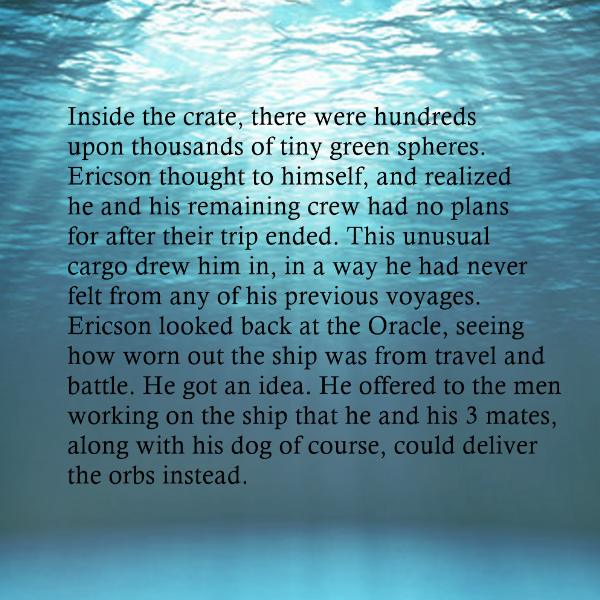 Inside the crate, there were hundreds
upon thousands of tiny green spheres.
Ericson thought to himself, and realized
he and his remaining crew had no plans
for after their trip ended. This unusual
cargo drew him in, in a way he had never
felt from any of his previous voyages.
Ericson looked back at the Oracle, seeing
how worn out the ship was from travel and
battle. He got an idea. He offered to the men
working on the ship that he and his 3 mates,
along with his dog of course, could deliver
the orbs instead.